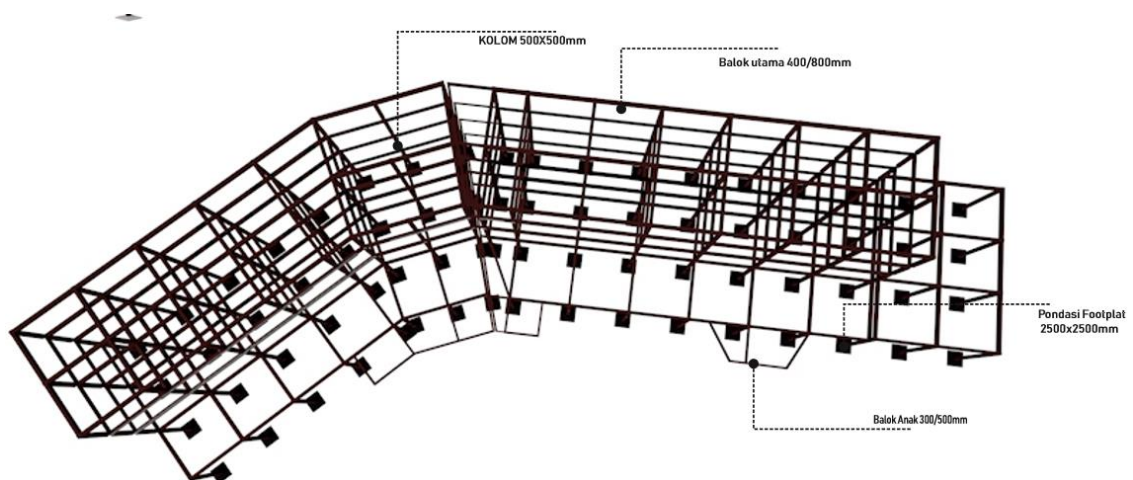 KOLOM 500X500mm
Balok utama 400/800mm
Pondasi Footplat
2500x2500mm
Balok Anak 300/500mm